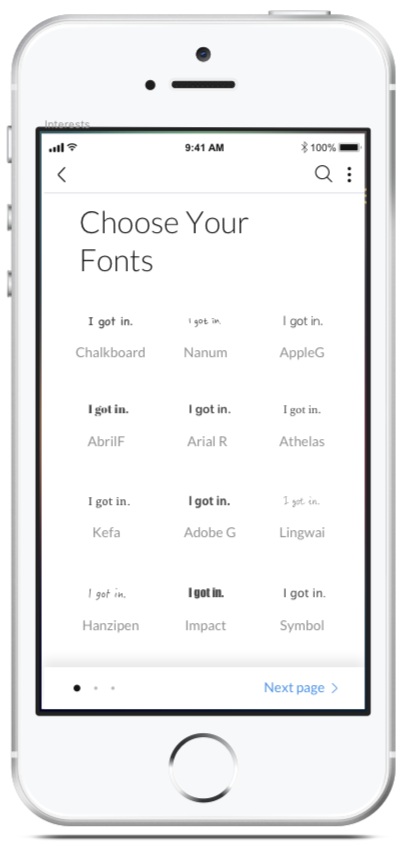 Interests
9:41 AM
100%
Choose Your
Fonts
I got in. I got in. I got in.
Chalkboard Nanum AppleG
I got in. I got in. I got in.
AbrilF Arial R Athelas
I got in. I got in. I got in.
Kefa Adobe G Lingwai
I got in. I got in. I got in.
Hanzipen Impact Symbol
Next page